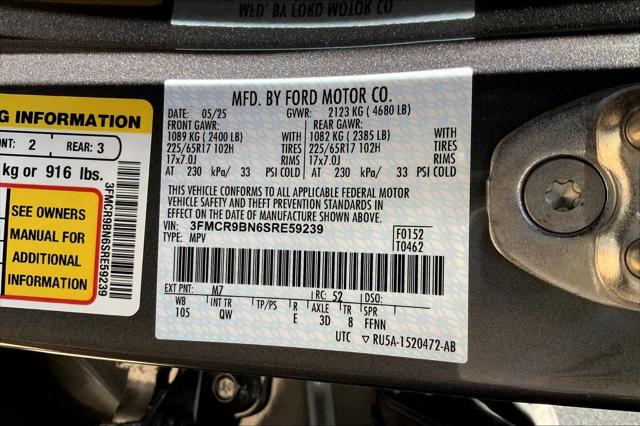 MFD. BY FORD MOTOR CO
G INFORMATION
NT: 2 REAR: 3
kg or 916 lbs.
SEE OWNERS
MANUAL FOR
ADDITIONAL
INFORMATION
3FMCR9BN6SRE59239
MFD. BY FORD MOTOR CO.
DATE: 05/25 GVWR: 2123 KG ( 4680 LB)
FRONT GAWR: REAR GAWR:
1089 KG ( 2400 LB) WITH 1082 KG ( 2385 LB) WITH
225/65R17 102H TIRES 225/65R17 102H TIRES
17x7.0J RIMS 17x7.0J RIMS
AT 230 kPa/ 33 PSI COLD AT 230 kPa/ 33 PSI COLD
THIS VEHICLE CONFORMS TO ALL APPLICABLE FEDERAL MOTOR
VEHICLE SAFETY AND THEFT PREVENTION STANDARDS IN
EFFECT ON THE DATE OF MANUFACTURE SHOWN ABOVE.
VIN: 3FMCR9BN6SRE59239
TYPE: MPV
F0152
T0462
EXT PNT: M7 RC: 52 DSO:
WB INT TR TP/PS R AXLE TR SPR
105 QW E 3D 8 FFNN
UTC ▽ RU5A-1520472-AB